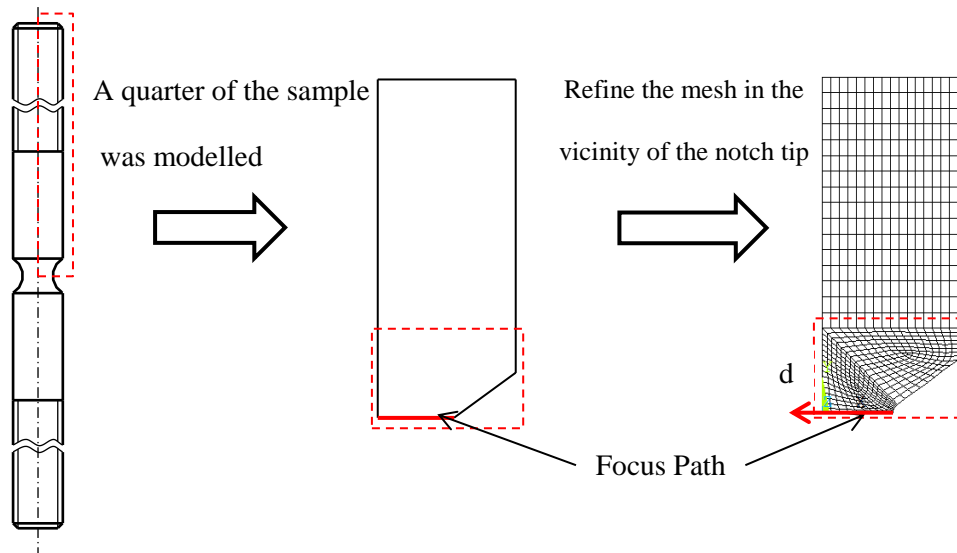 A quarter of the sample
was modelled
Refine the mesh in the
vicinity of the notch tip
d
Focus Path